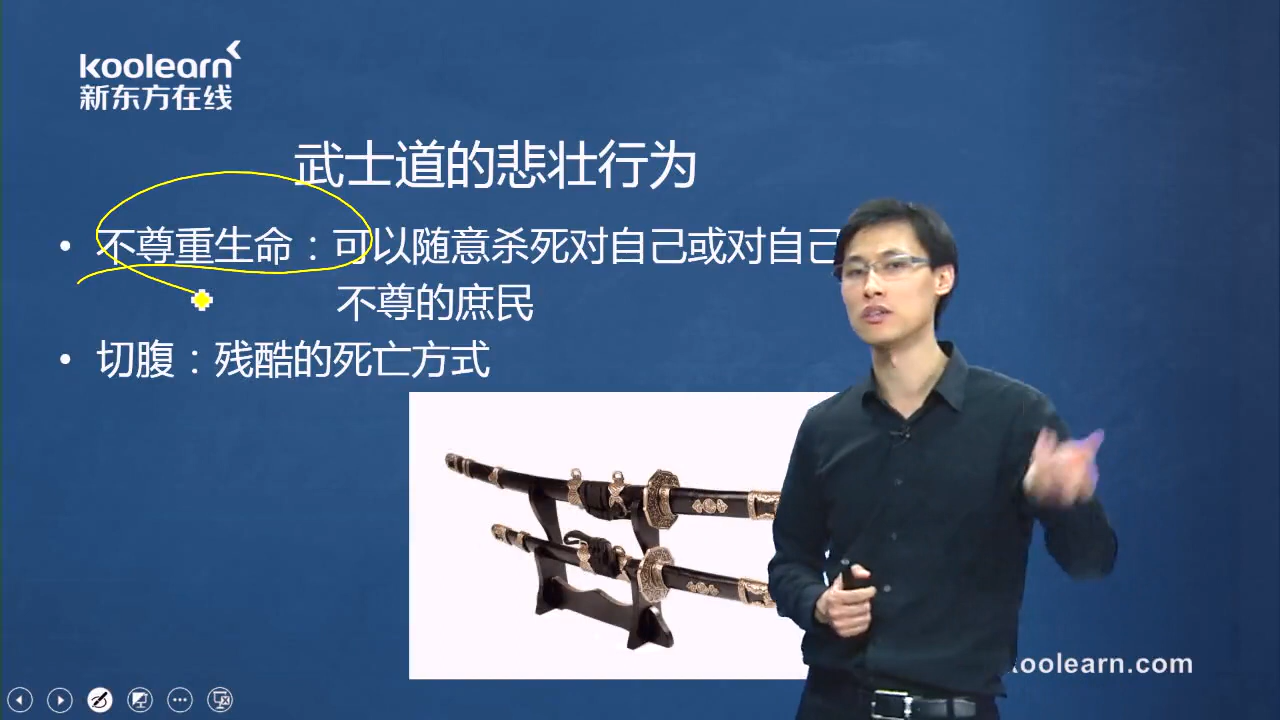 koolearn
新东方在线
武士道的悲壮行为
• 不尊重生命：可以随意杀死对自己或对自己
不尊的庶民
• 切腹：残酷的死亡方式
koolearn.com